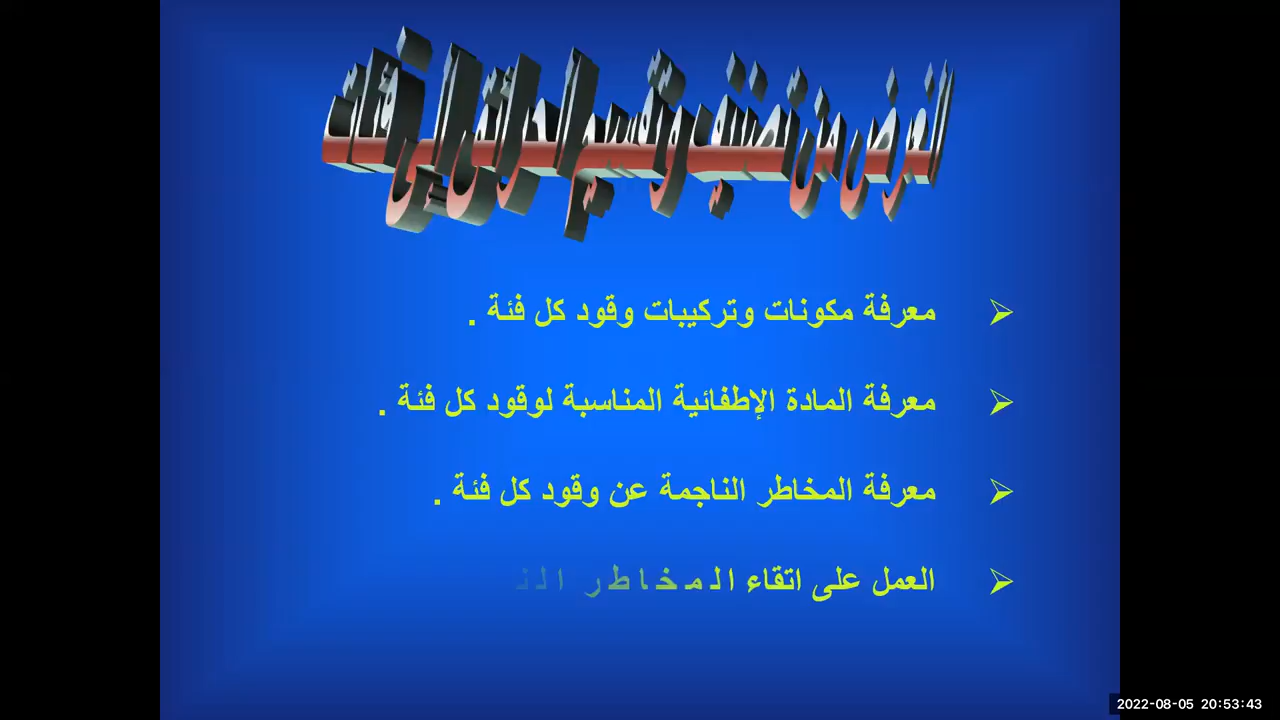 الغرض من تصنيف وتقسيم الحرائق إلى فئات
معرفة مكونات وتركيبات وقود كل فئة .
معرفة المادة الإطفائية المناسبة لوقود كل فئة .
معرفة المخاطر الناجمة عن وقود كل فئة .
العمل على اتقاء المخاطر النـ
2022-08-05 20:53:43